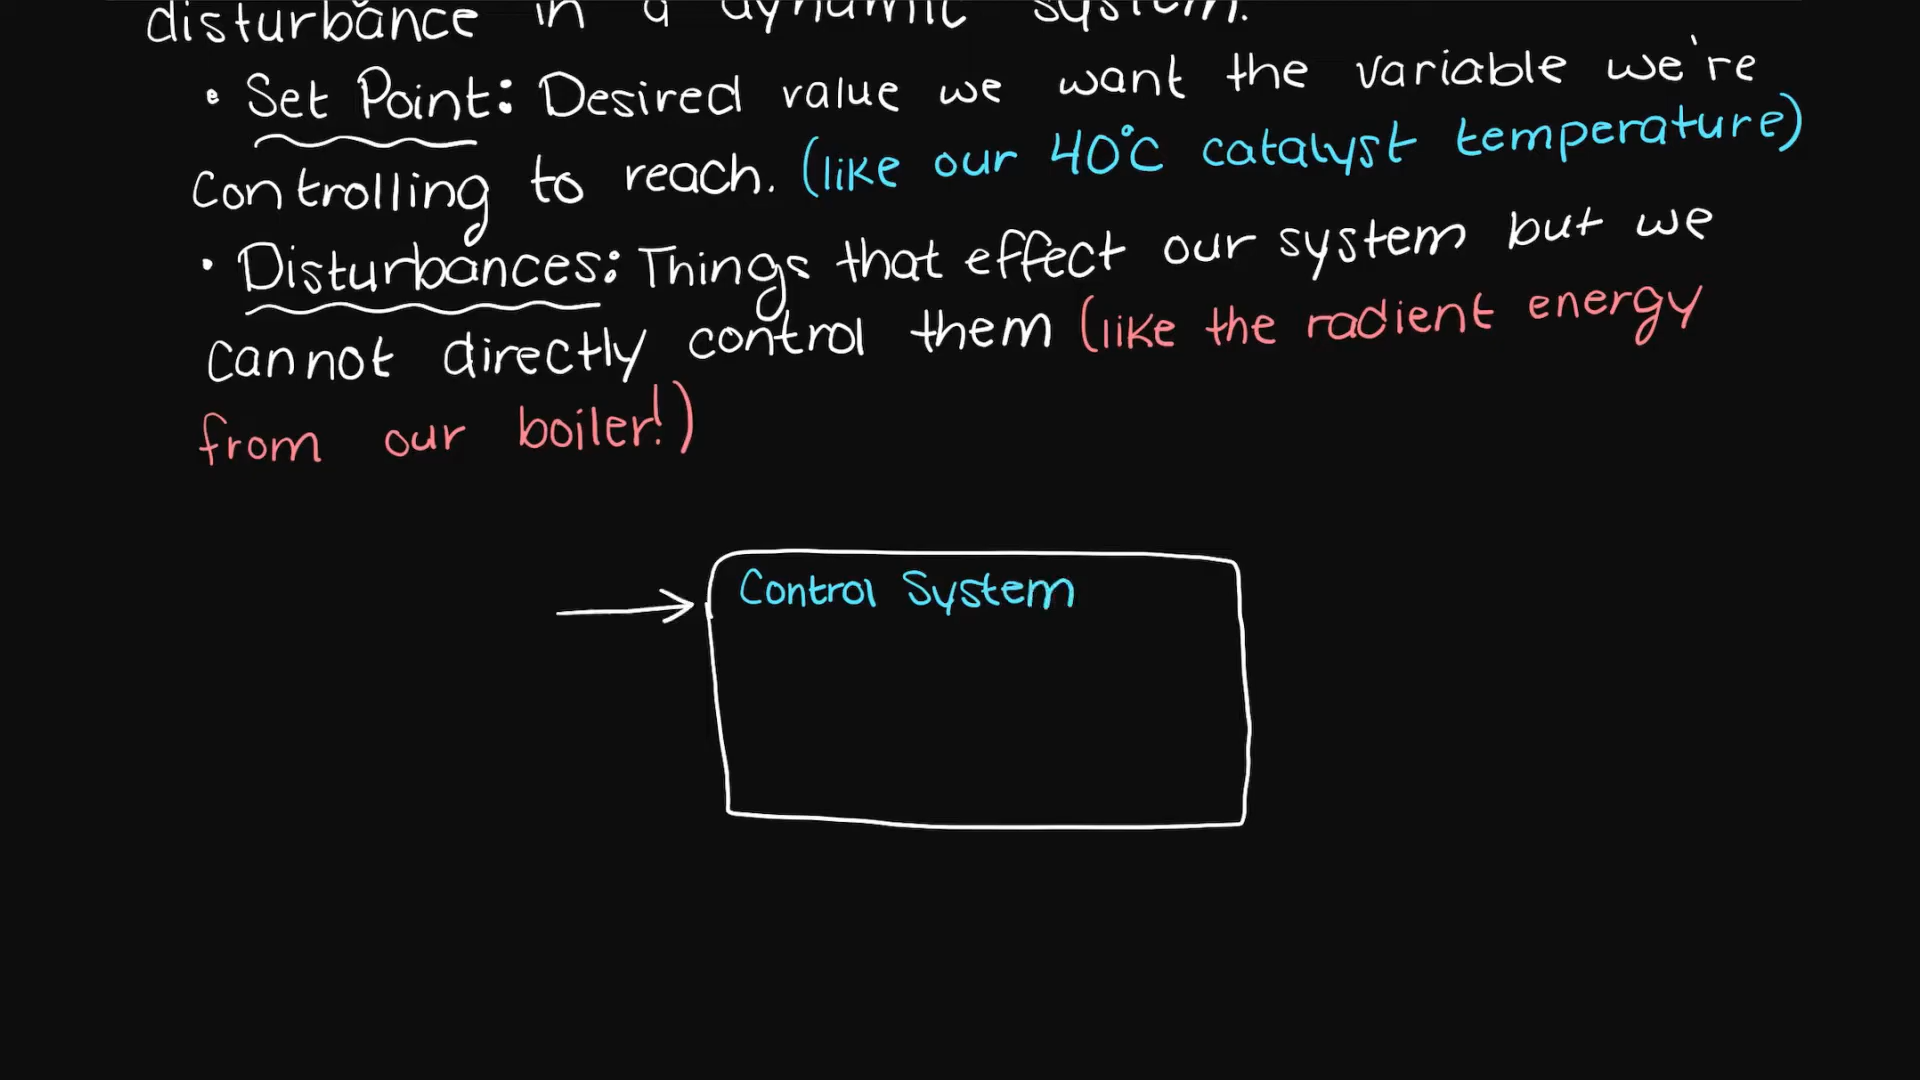 disturbance in a dynamic system.
• Set Point: Desired value we want the variable we're
controlling to reach. (like our 40°C catalyst temperature)
• Disturbances: Things that effect our system but we
cannot directly control them (like the radient energy
from our boiler!)
Control System